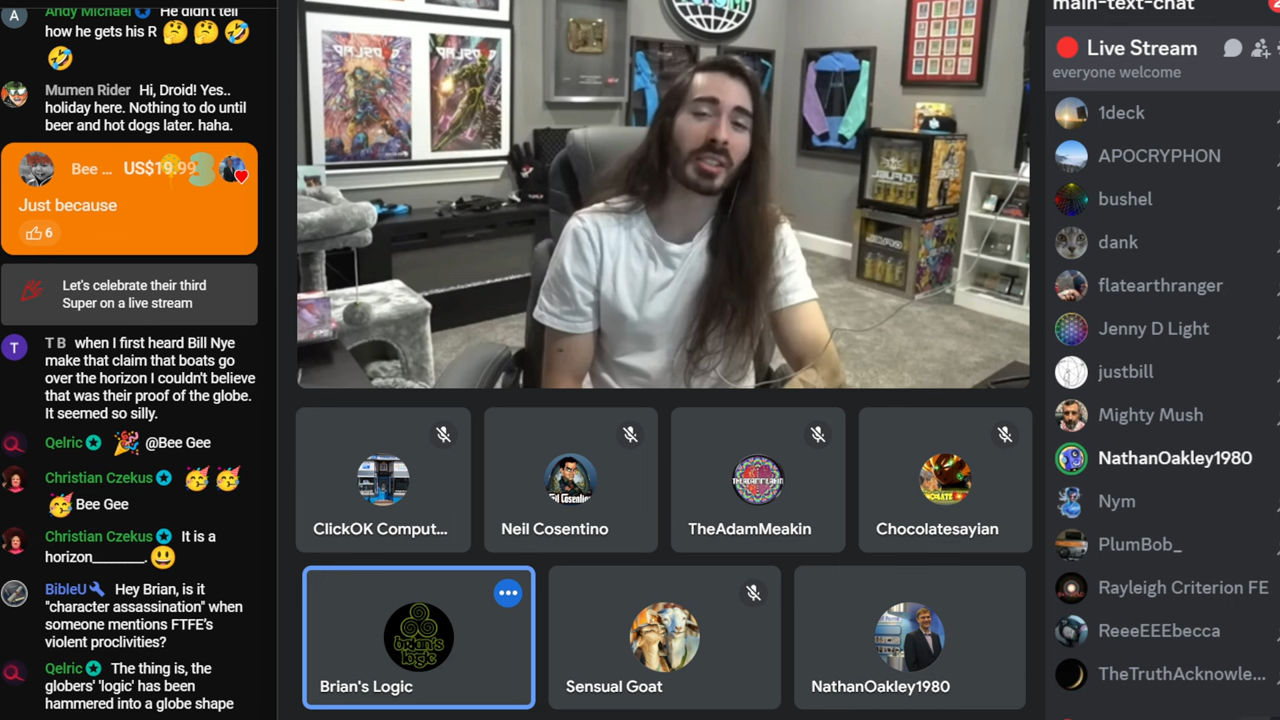 Andy Michael He didn't tell
how he gets his R
Mumen Rider Hi, Droid! Yes..
holiday here. Nothing to do until
beer and hot dogs later. haha.
Bee ... US$19.99
Just because
6
Let's celebrate their third
Super on a live stream
T
T B when I first heard Bill Nye
make that claim that boats go
over the horizon I couldn't believe
that was their proof of the globe.
It seemed so silly.
Qelric @Bee Gee
Christian Czekus
Bee Gee
Christian Czekus It is a
horizon______.
BibleU Hey Brian, is it
"character assassination" when
someone mentions FTFE's
violent proclivities?
Qelric The thing is, the
globers' 'logic' has been
hammered into a globe shape
ClickOK Comput...
Neil Cosentino
TheAdamMeakin
Chocolatesayian
brian's
logic
Brian's Logic
Sensual Goat
NathanOakley1980
main-text-chat
Live Stream
everyone welcome
1deck
APOCRYPHON
bushel
dank
flatearthranger
Jenny D Light
justbill
Mighty Mush
NathanOakley1980
Nym
PlumBob_
Rayleigh Criterion FE
ReeeEEEbecca
TheTruthAcknowle...